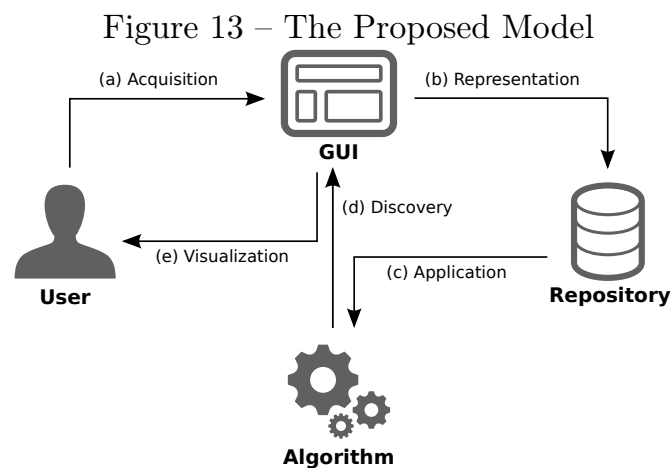 Figure 13 – The Proposed Model
(a) Acquisition
(b) Representation
GUI
(d) Discovery
(e) Visualization
(c) Application
User
Repository
Algorithm